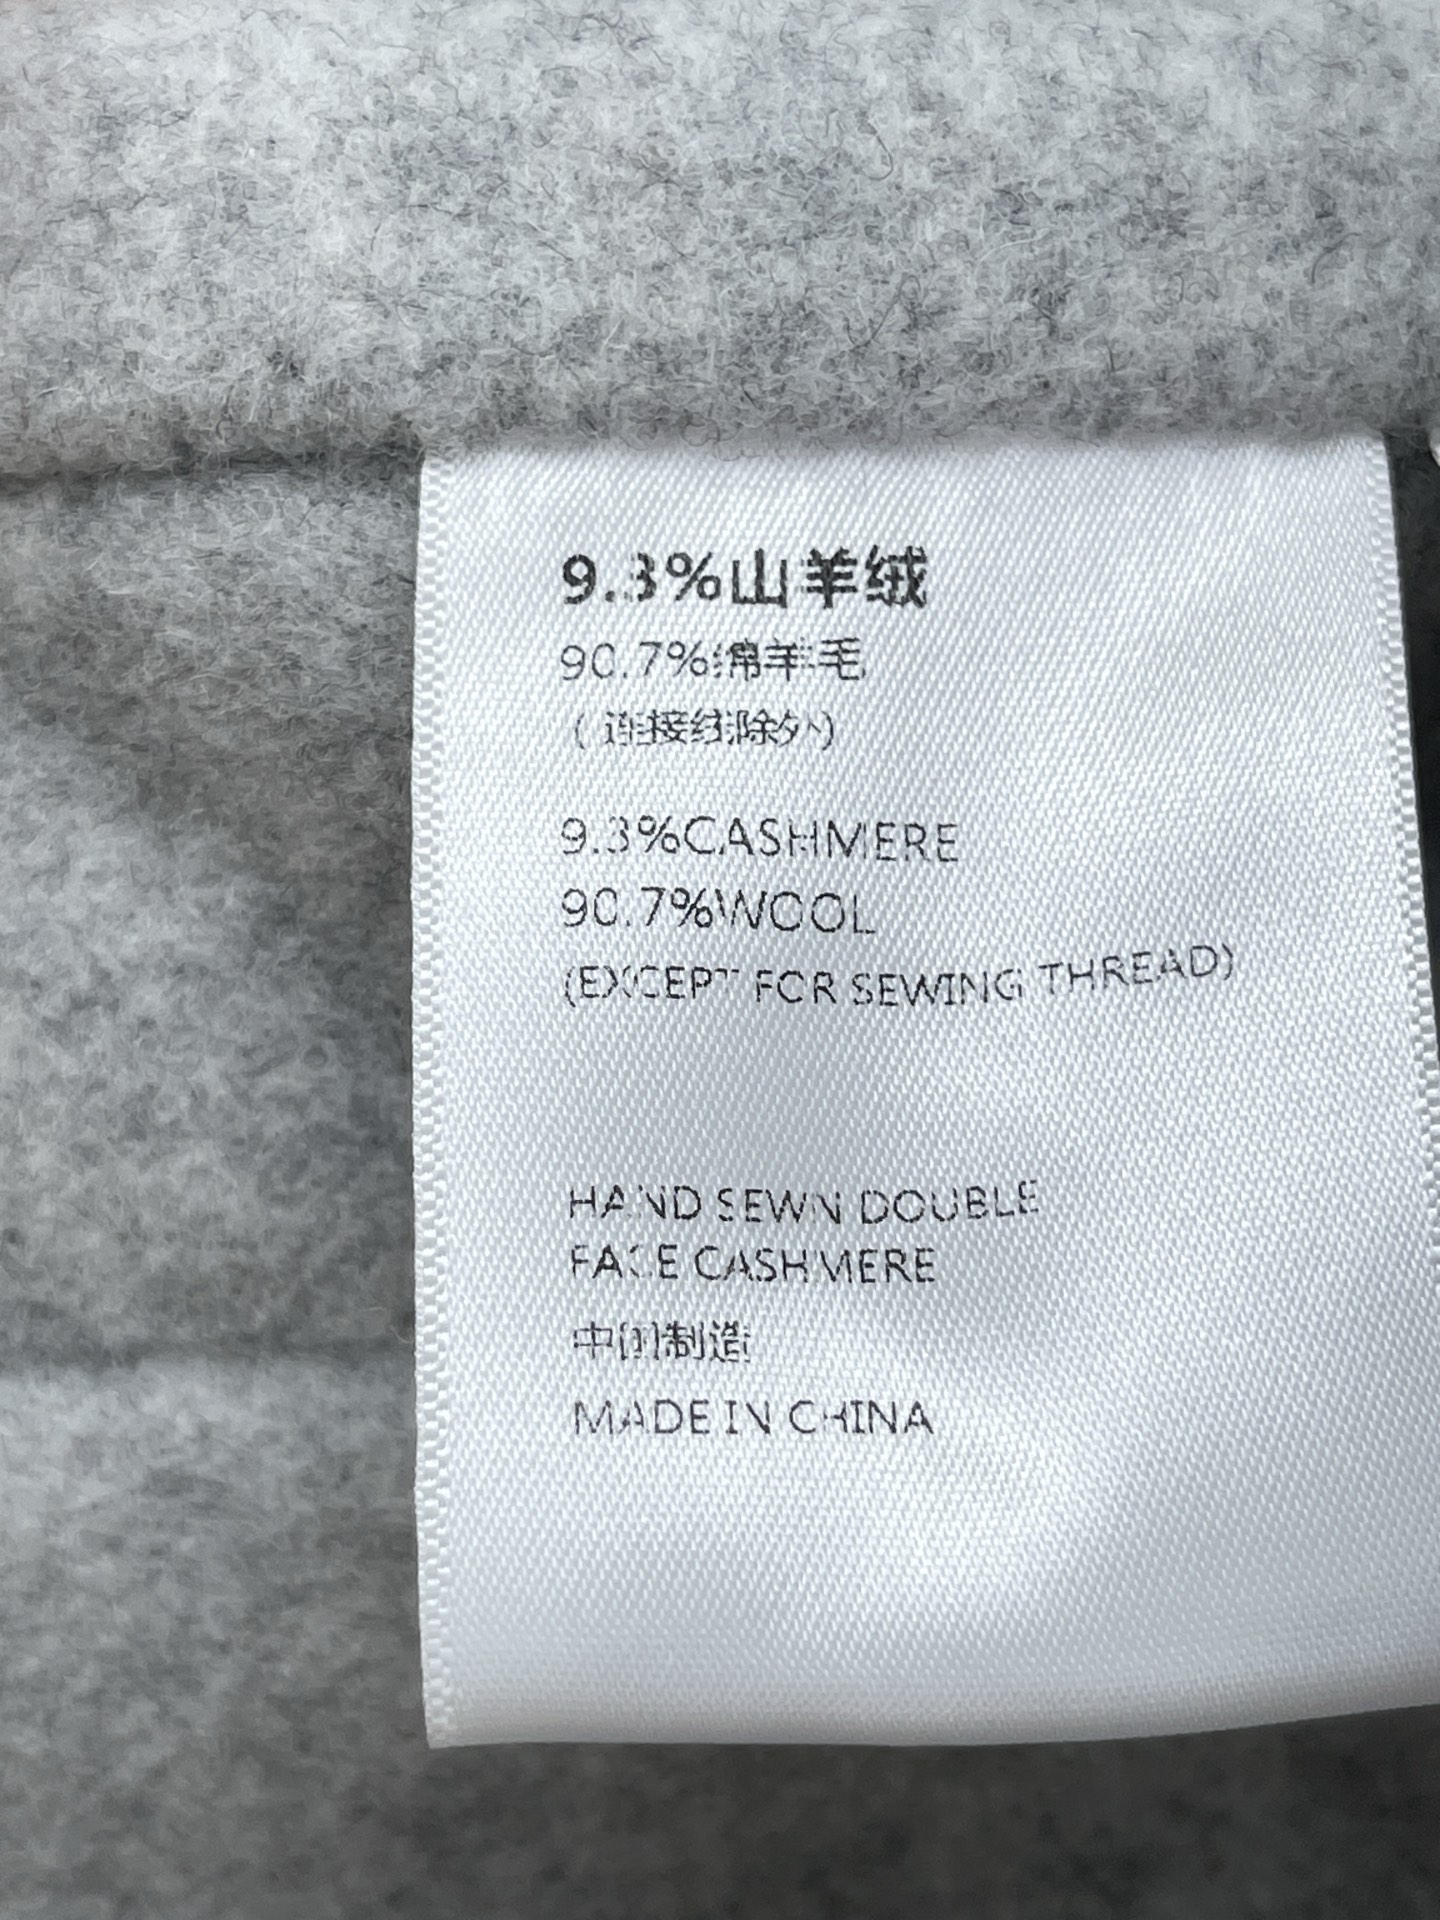 9.3%山羊绒
90.7%绵羊毛
(连接线除外)
9.3%CASHMERE
90.7%WOOL
(EXCEPT FOR SEWING THREAD)
HAND SEWN DOUBLE
FACE CASHMERE
中国制造
MADE IN CHINA